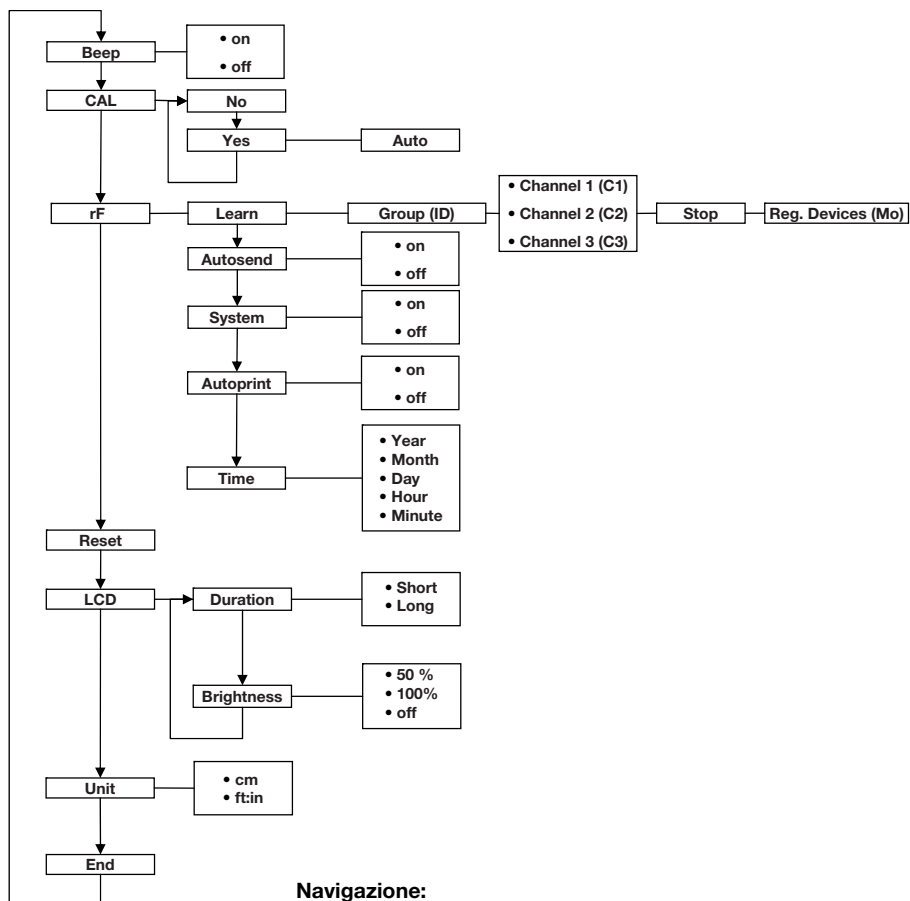 Beep
• on
• off
CAL
No
Yes
Auto
rF
Learn
Group (ID)
• Channel 1 (C1)
• Channel 2 (C2)
• Channel 3 (C3)
Stop
Reg. Devices (Mo)
Autosend
• on
• off
System
• on
• off
Autoprint
• on
• off
Time
• Year
• Month
• Day
• Hour
• Minute
Reset
LCD
Duration
• Short
• Long
Brightness
• 50 %
• 100%
• off
Unit
• cm
• ft:in
End
Navigazione: